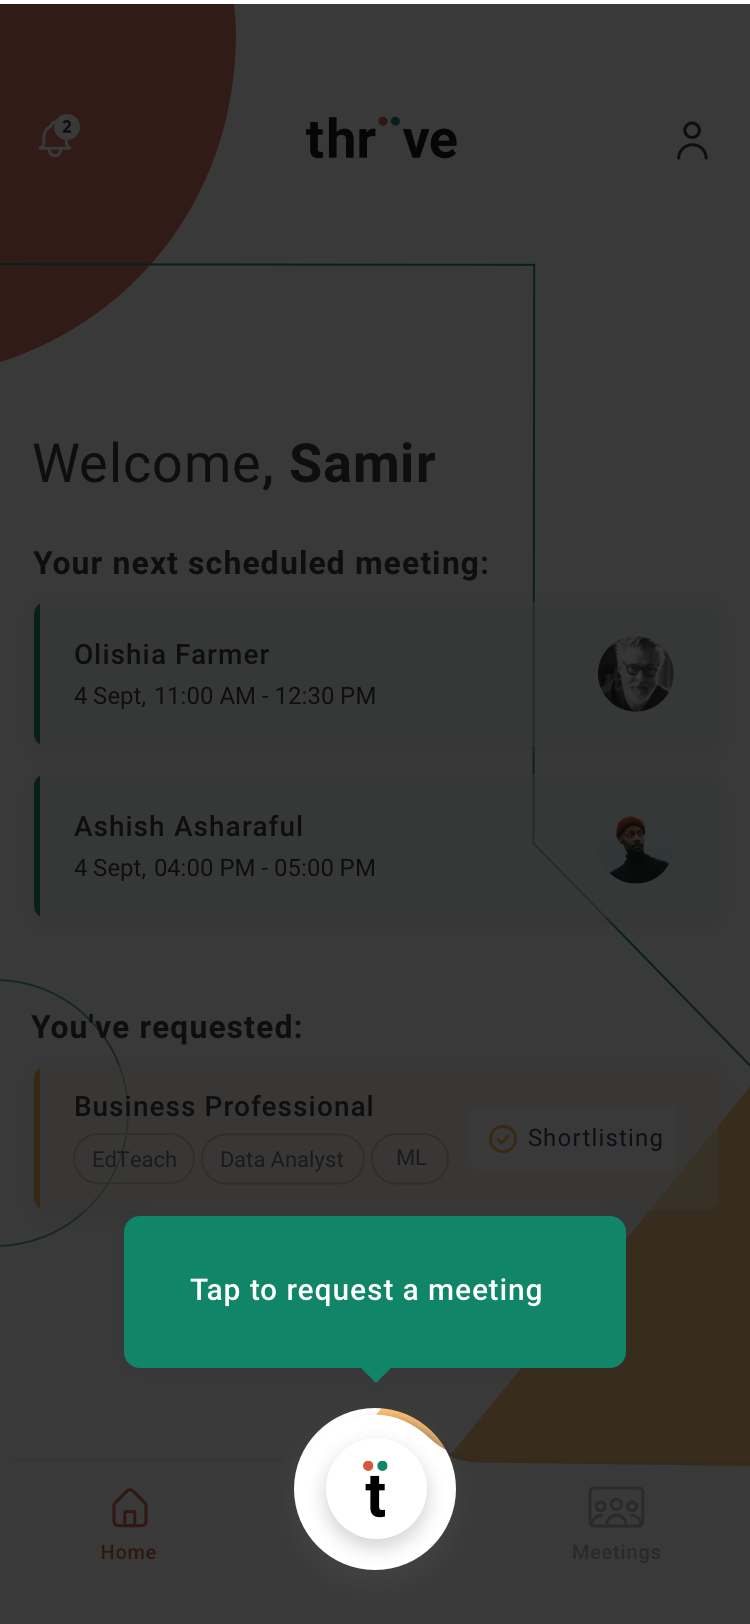 2
thrve
Welcome, Samir
Your next scheduled meeting:
Olishia Farmer
4 Sept, 11:00 AM - 12:30 PM
Ashish Asharaful
4 Sept, 04:00 PM - 05:00 PM
You've requested:
Business Professional
EdTeach Data Analyst ML
Shortlisting
Tap to request a meeting
ẗ
Home
Meetings